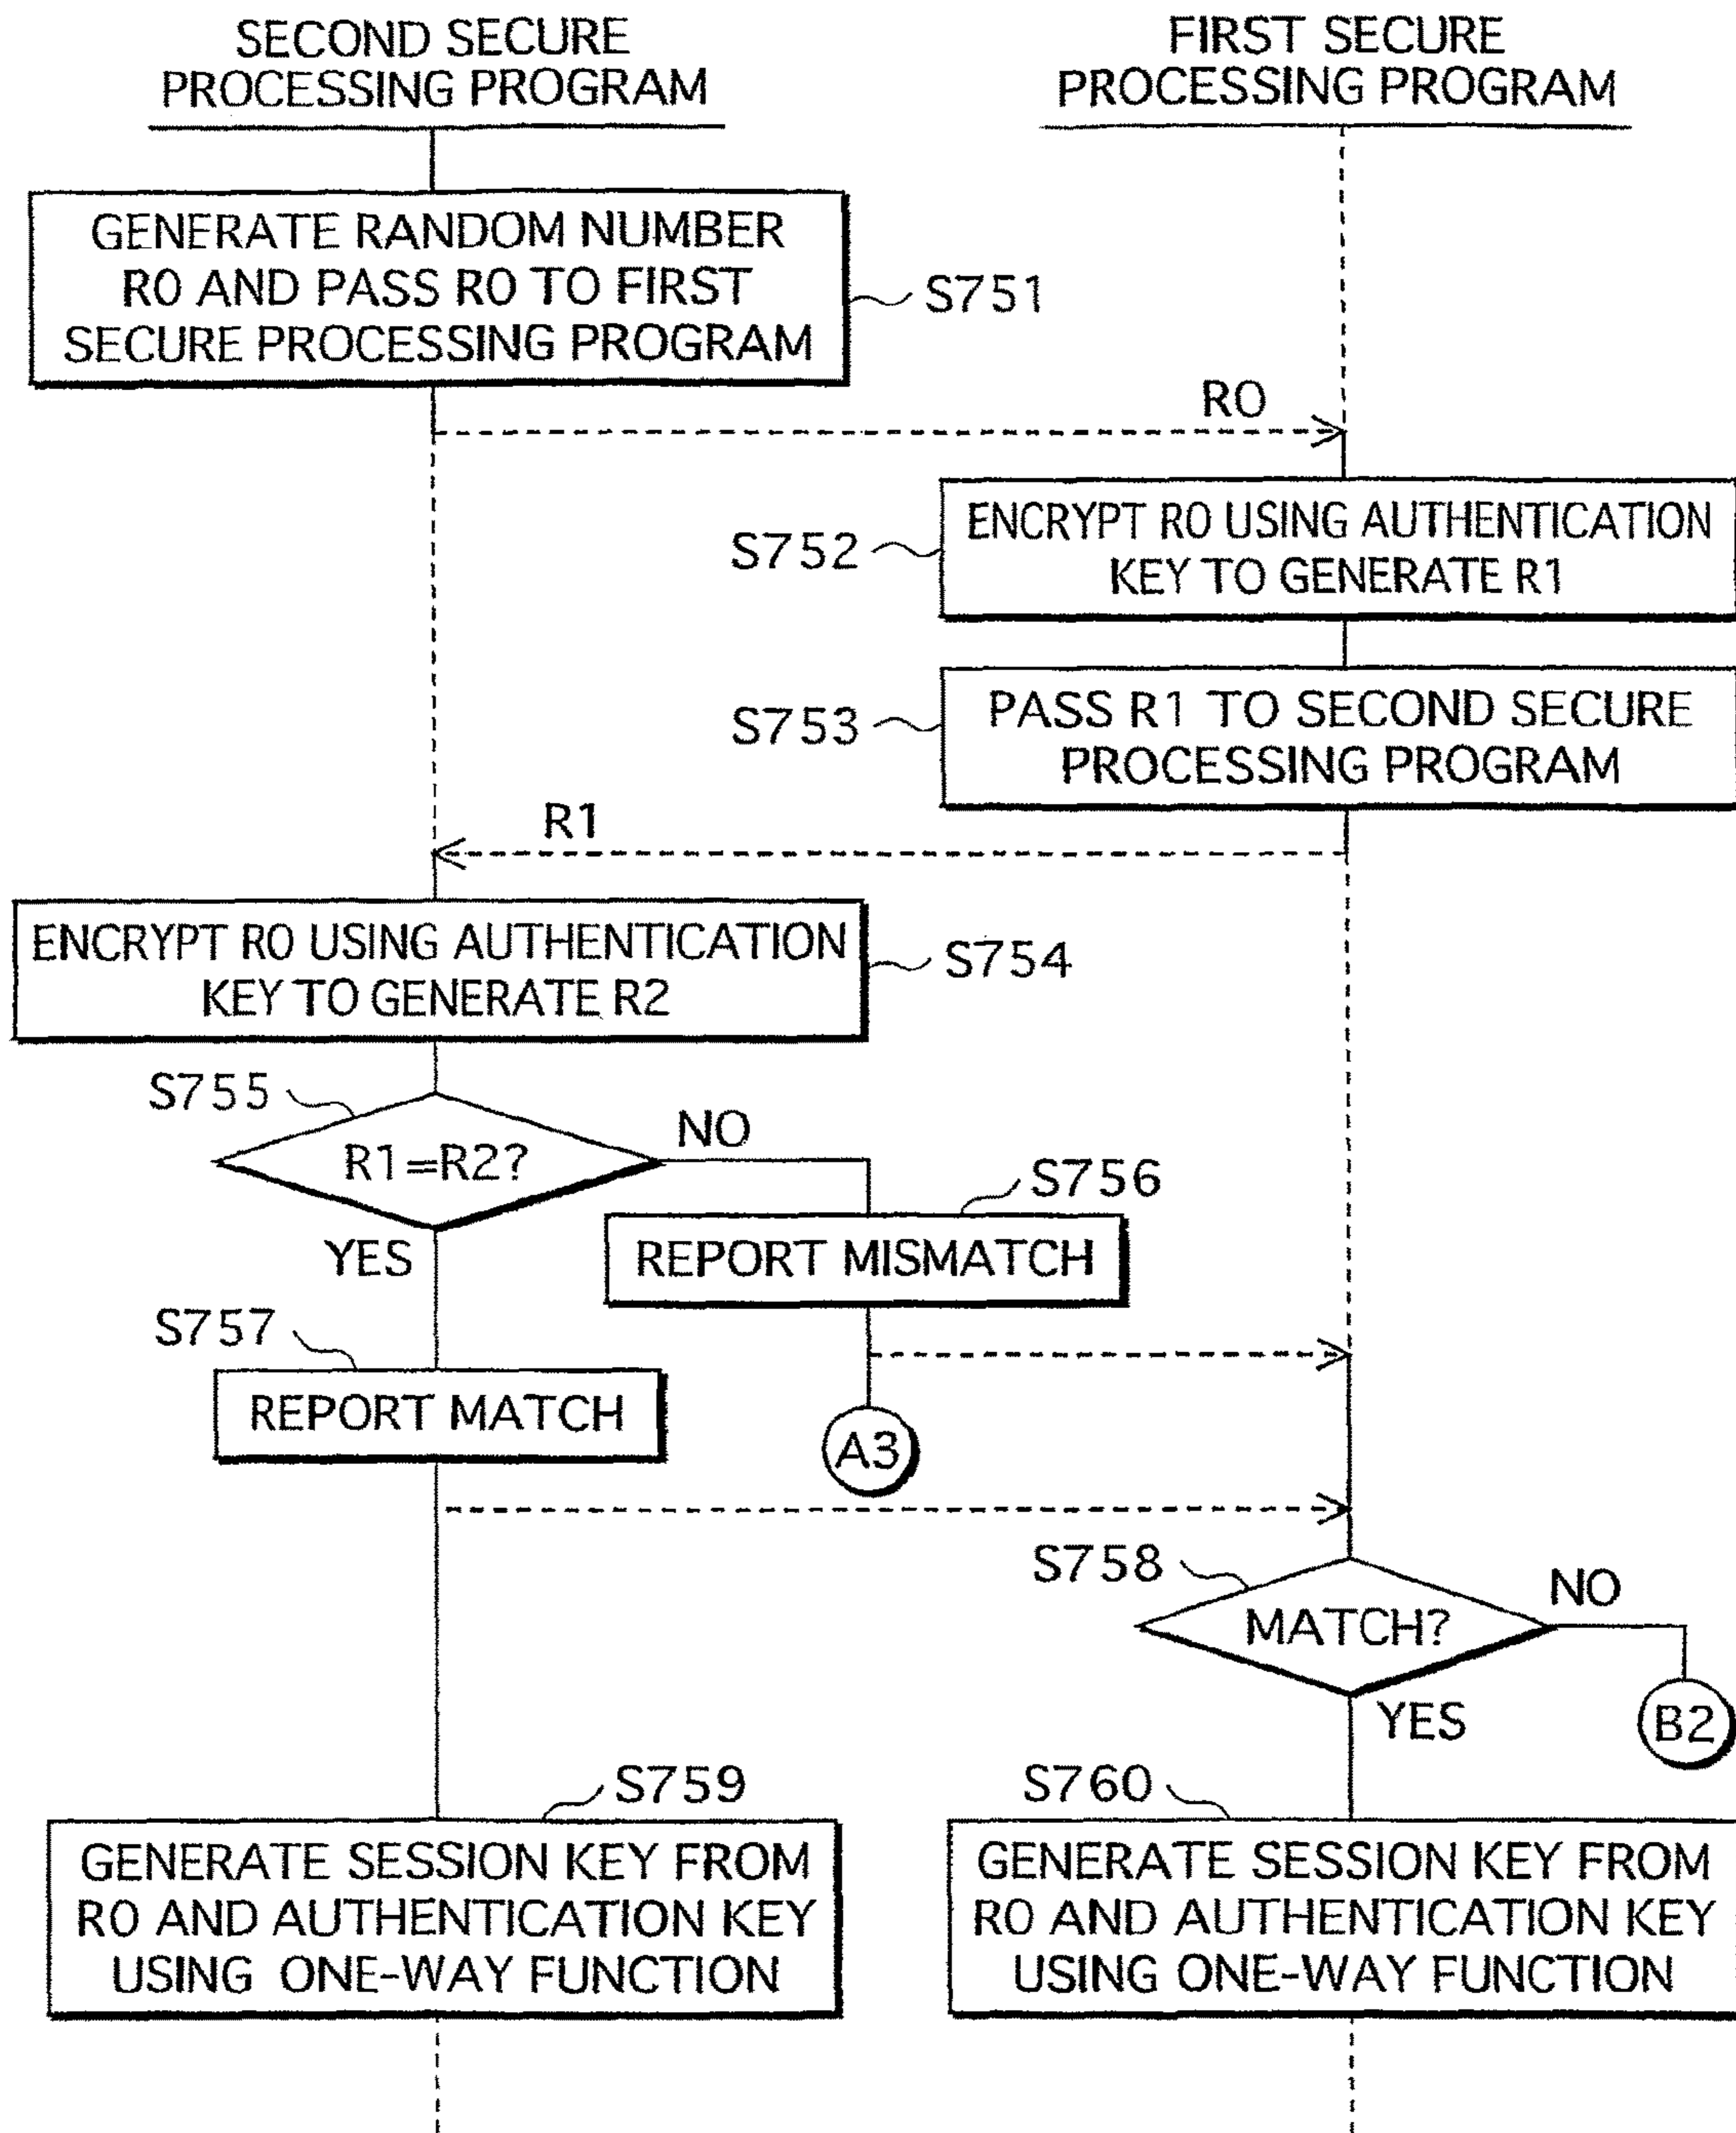 SECOND SECURE
PROCESSING PROGRAM
FIRST SECURE
PROCESSING PROGRAM
GENERATE RANDOM NUMBER
R0 AND PASS R0 TO FIRST
SECURE PROCESSING PROGRAM
S751
R0
S752
ENCRYPT R0 USING AUTHENTICATION
KEY TO GENERATE R1
S753
PASS R1 TO SECOND SECURE
PROCESSING PROGRAM
R1
ENCRYPT R0 USING AUTHENTICATION
KEY TO GENERATE R2
S754
S755
R1=R2?
NO
YES
S756
REPORT MISMATCH
S757
REPORT MATCH
A3
S758
MATCH?
NO
YES
B2
S759
GENERATE SESSION KEY FROM
R0 AND AUTHENTICATION KEY
USING ONE-WAY FUNCTION
S760
GENERATE SESSION KEY FROM
R0 AND AUTHENTICATION KEY
USING ONE-WAY FUNCTION